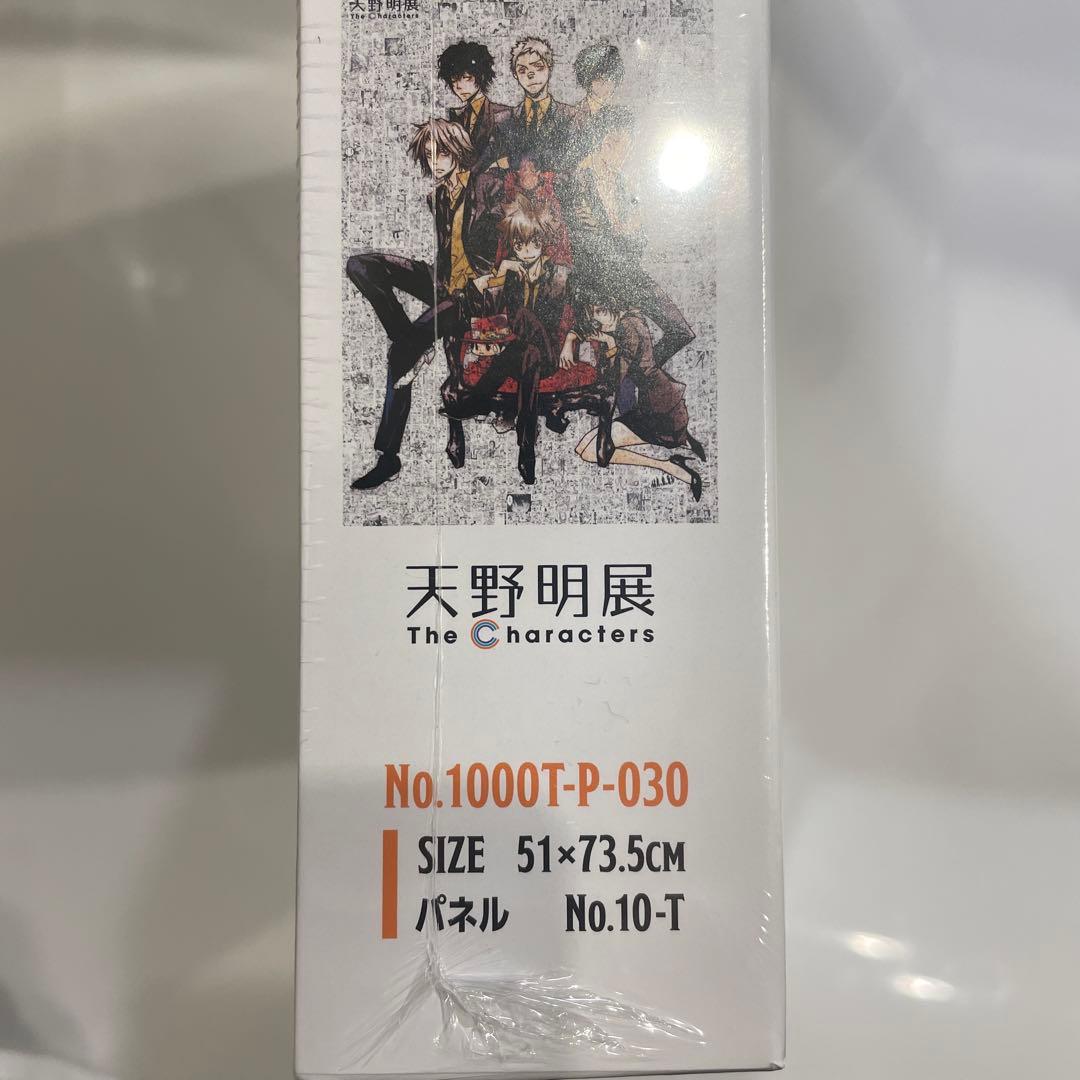 天野明展
The Characters
天野明展
The Characters
No.1000T-P-030
SIZE 51×73.5CM
パネル No.10-T